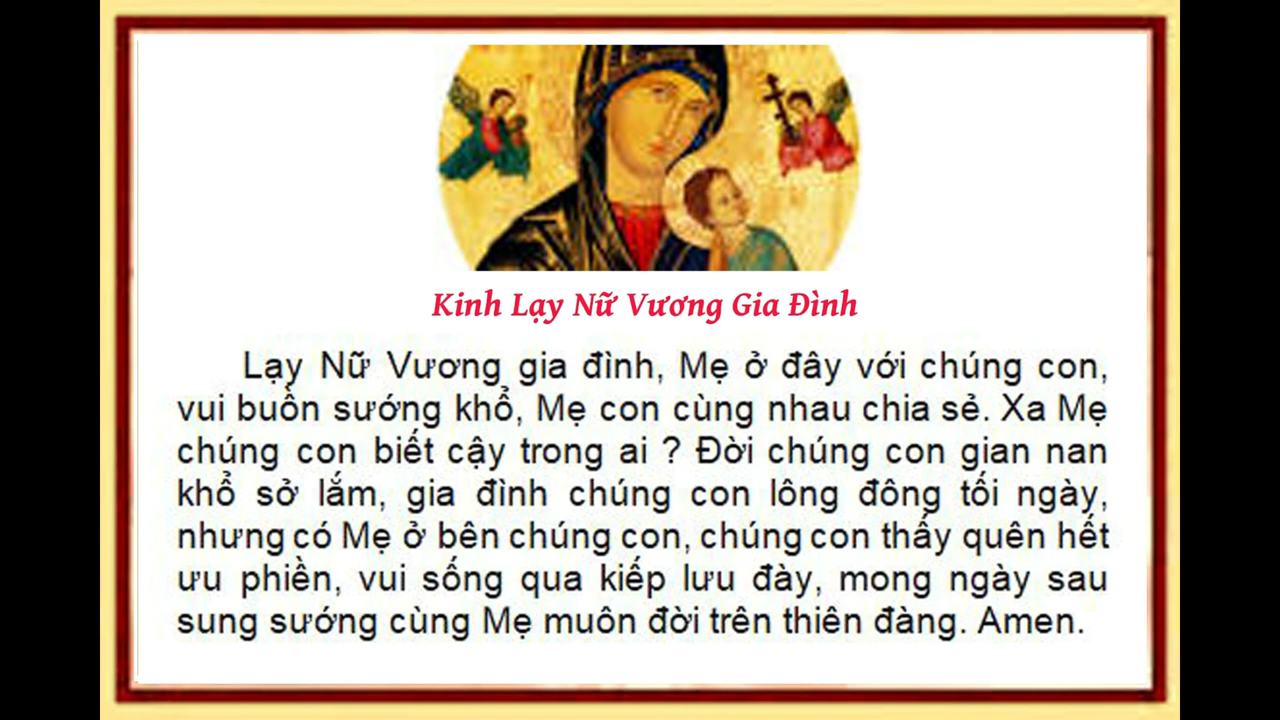 Kinh Lạy Nữ Vương Gia Đình
Lạy Nữ Vương gia đình, Mẹ ở đây với chúng con,
vui buồn sướng khổ, Mẹ con cùng nhau chia sẻ. Xa Mẹ
chúng con biết cậy trong ai ? Đời chúng con gian nan
khổ sở lắm, gia đình chúng con lông đông tối ngày,
nhưng có Mẹ ở bên chúng con, chúng con thấy quên hết
ưu phiền, vui sống qua kiếp lưu đày, mong ngày sau
sung sướng cùng Mẹ muôn đời trên thiên đàng. Amen.